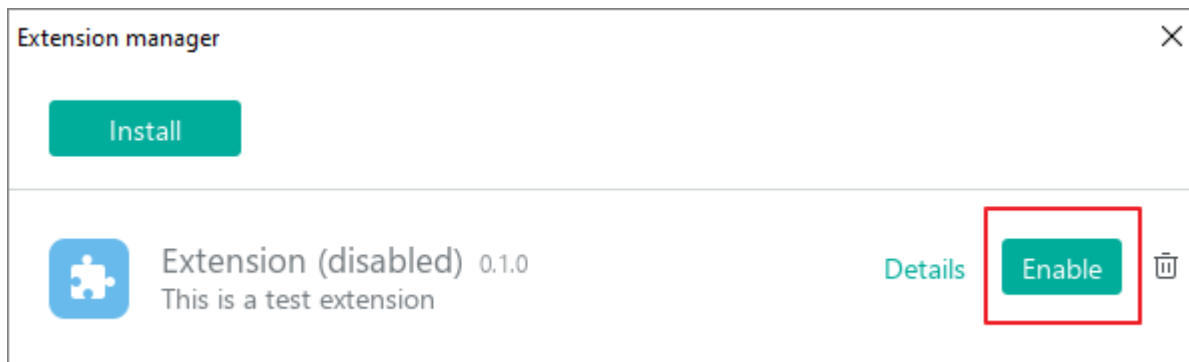 Extension manager
Install
Extension (disabled) 0.1.0
This is a test extension
Details
Enable